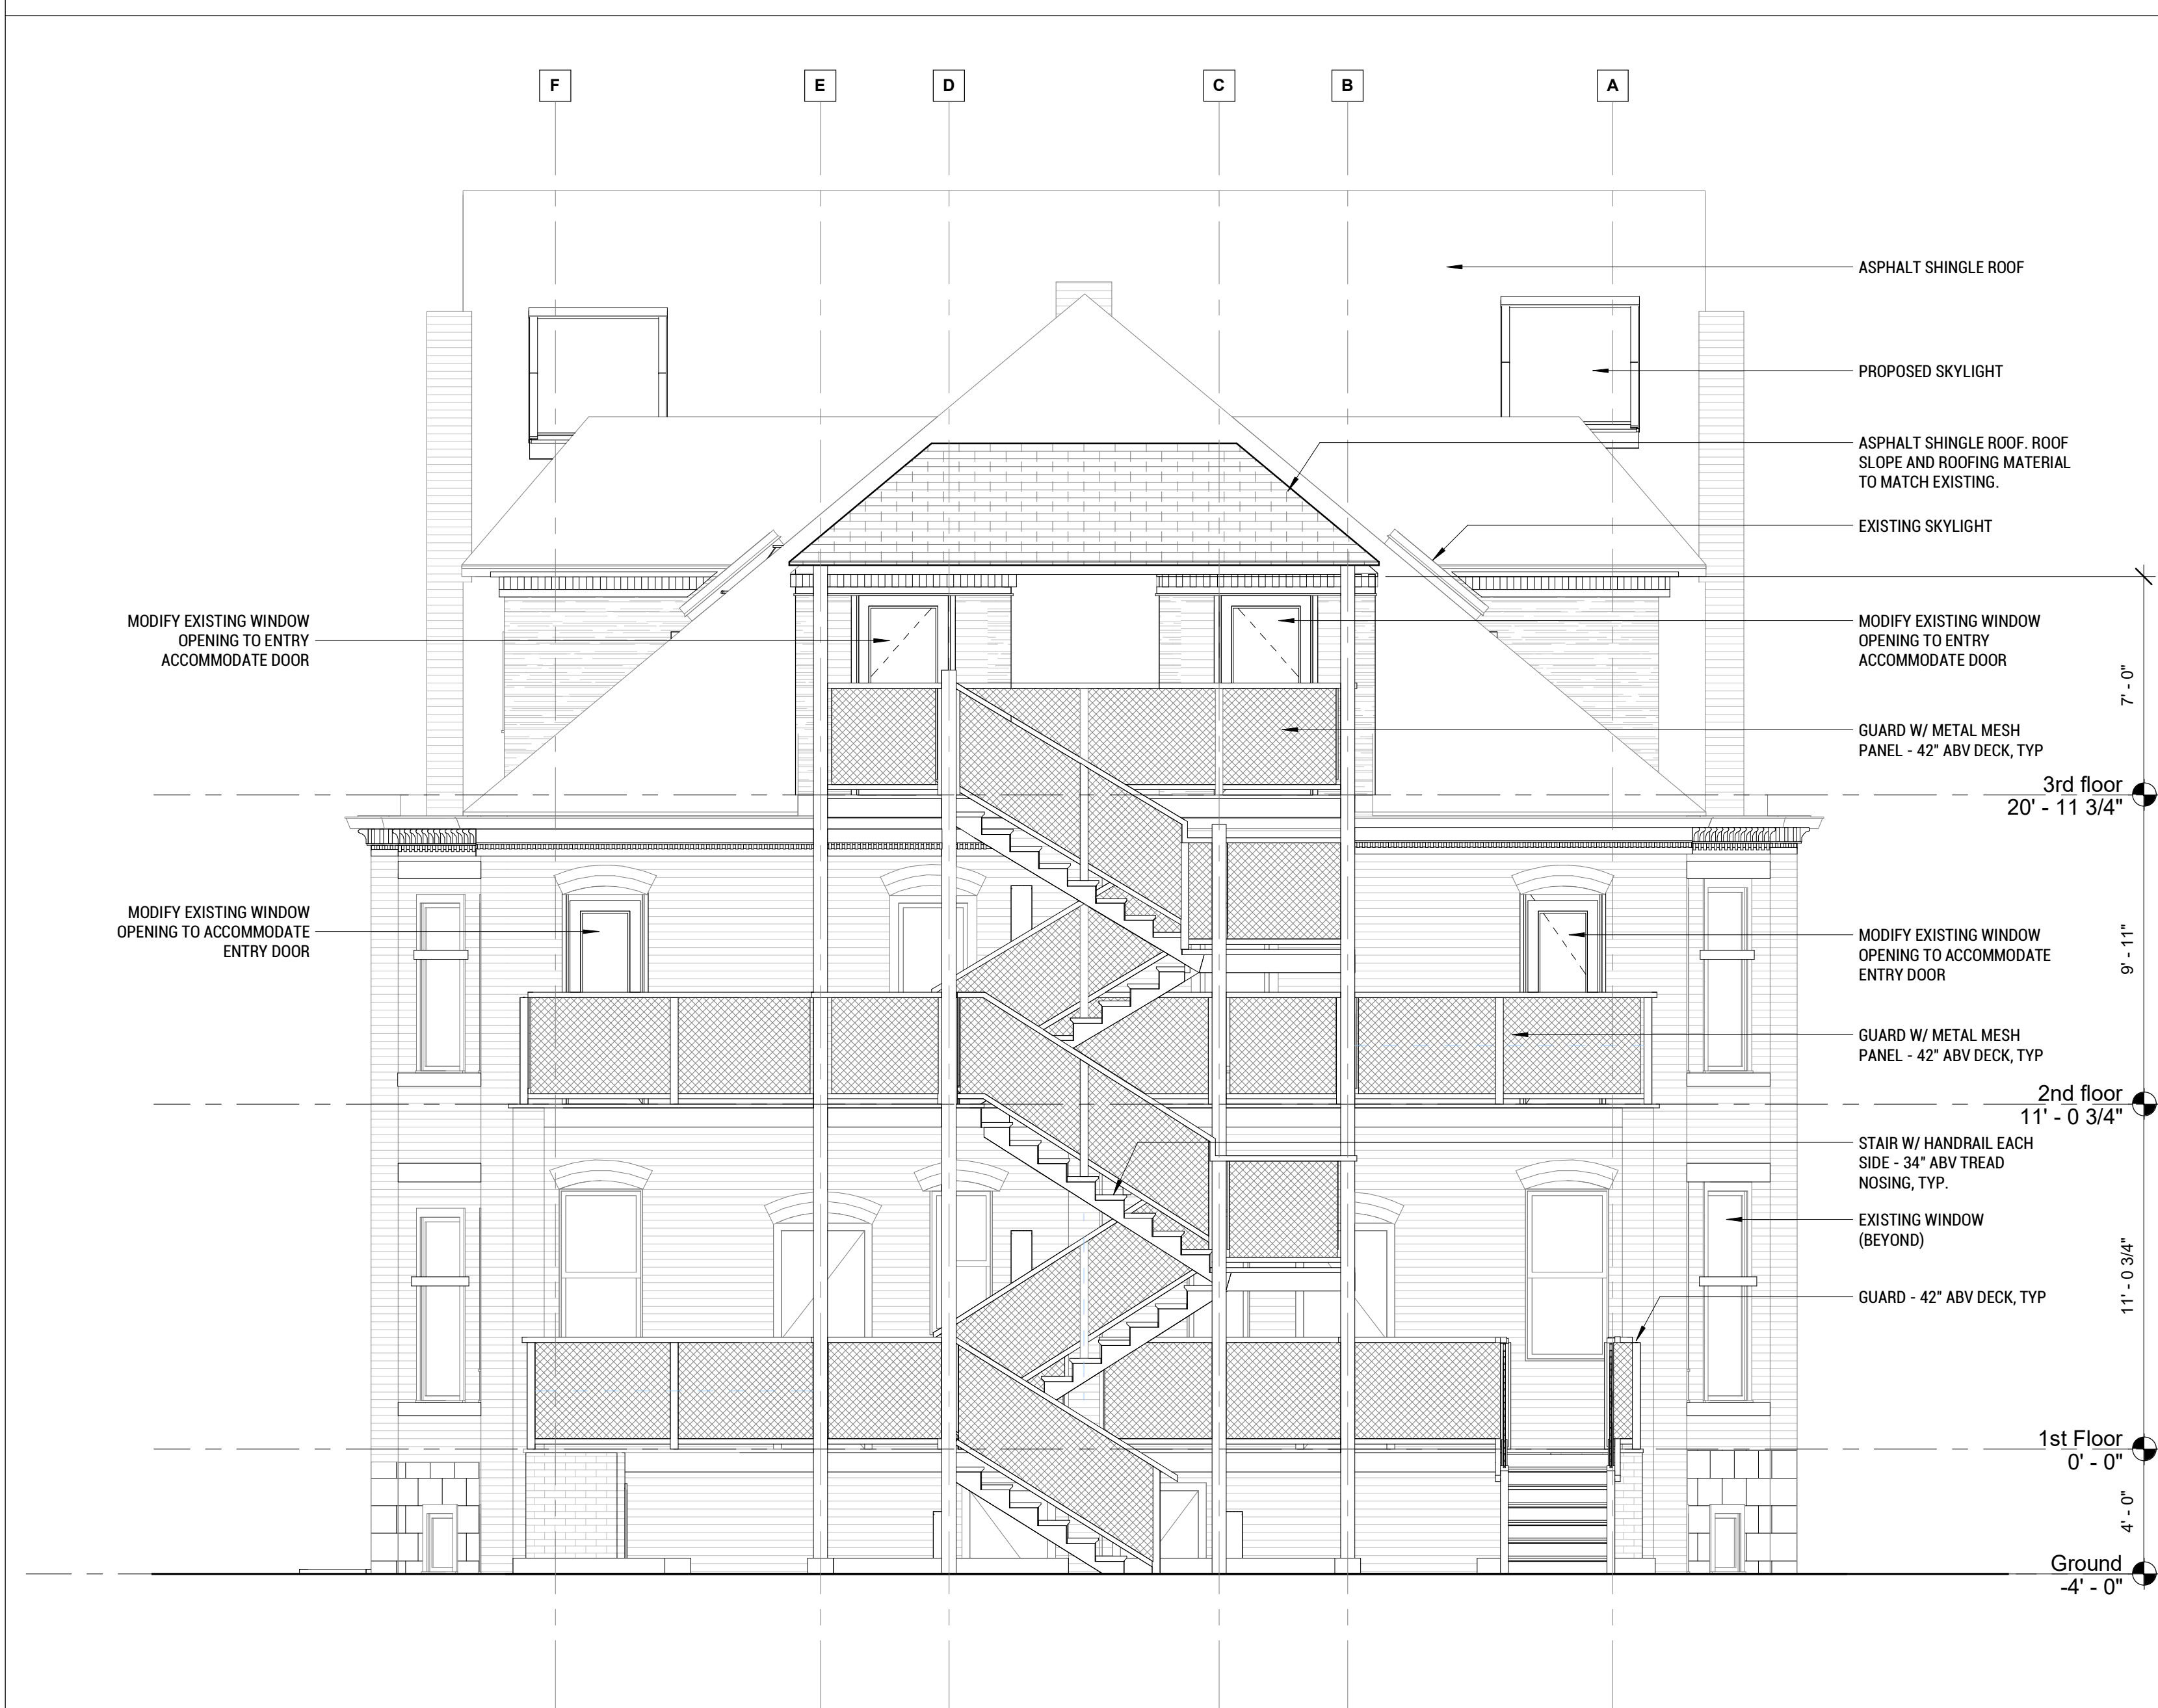 F
E
D
C
B
A
ASPHALT SHINGLE ROOF
PROPOSED SKYLIGHT
ASPHALT SHINGLE ROOF. ROOF
SLOPE AND ROOFING MATERIAL
TO MATCH EXISTING.
EXISTING SKYLIGHT
MODIFY EXISTING WINDOW
OPENING TO ENTRY
ACCOMMODATE DOOR
MODIFY EXISTING WINDOW
OPENING TO ENTRY
ACCOMMODATE DOOR
7' - 0"
GUARD W/ METAL MESH
PANEL - 42" ABV DECK, TYP
3rd floor
20' - 11 3/4"
MODIFY EXISTING WINDOW
OPENING TO ACCOMMODATE
ENTRY DOOR
MODIFY EXISTING WINDOW
OPENING TO ACCOMMODATE
ENTRY DOOR
9' - 11"
GUARD W/ METAL MESH
PANEL - 42" ABV DECK, TYP
2nd floor
11' - 0 3/4"
STAIR W/ HANDRAIL EACH
SIDE - 34" ABV TREAD
NOSING, TYP.
EXISTING WINDOW
(BEYOND)
11' - 0 3/4"
GUARD - 42" ABV DECK, TYP
1st Floor
0' - 0"
4' - 0"
Ground
-4' - 0"